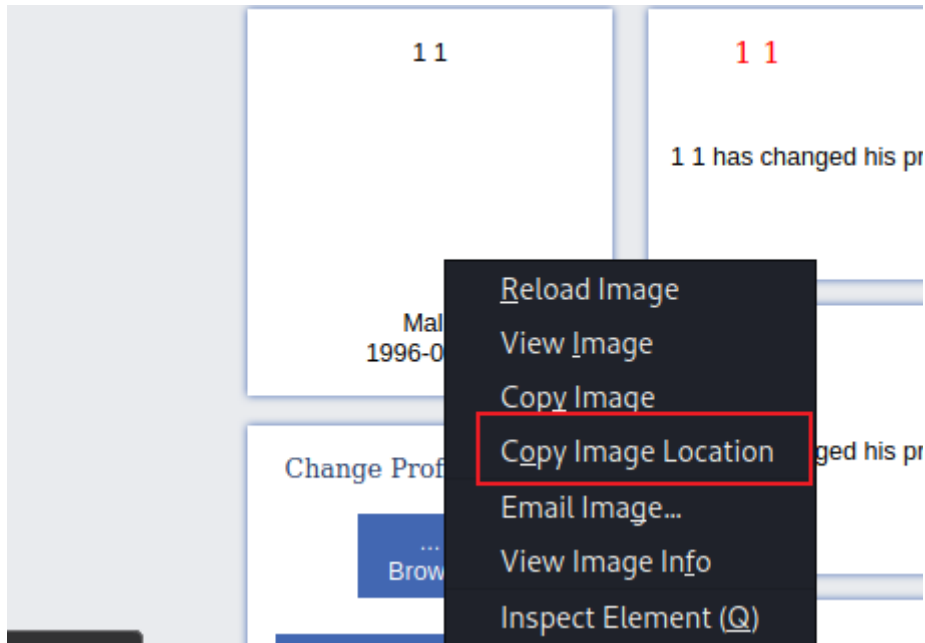 1 1
Mal
1996-0
Change Prof
...
Brow
1 1
1 1 has changed his pr
ged his pr
Reload Image
View Image
Copy Image
Copy Image Location
Email Image...
View Image Info
Inspect Element (Q)